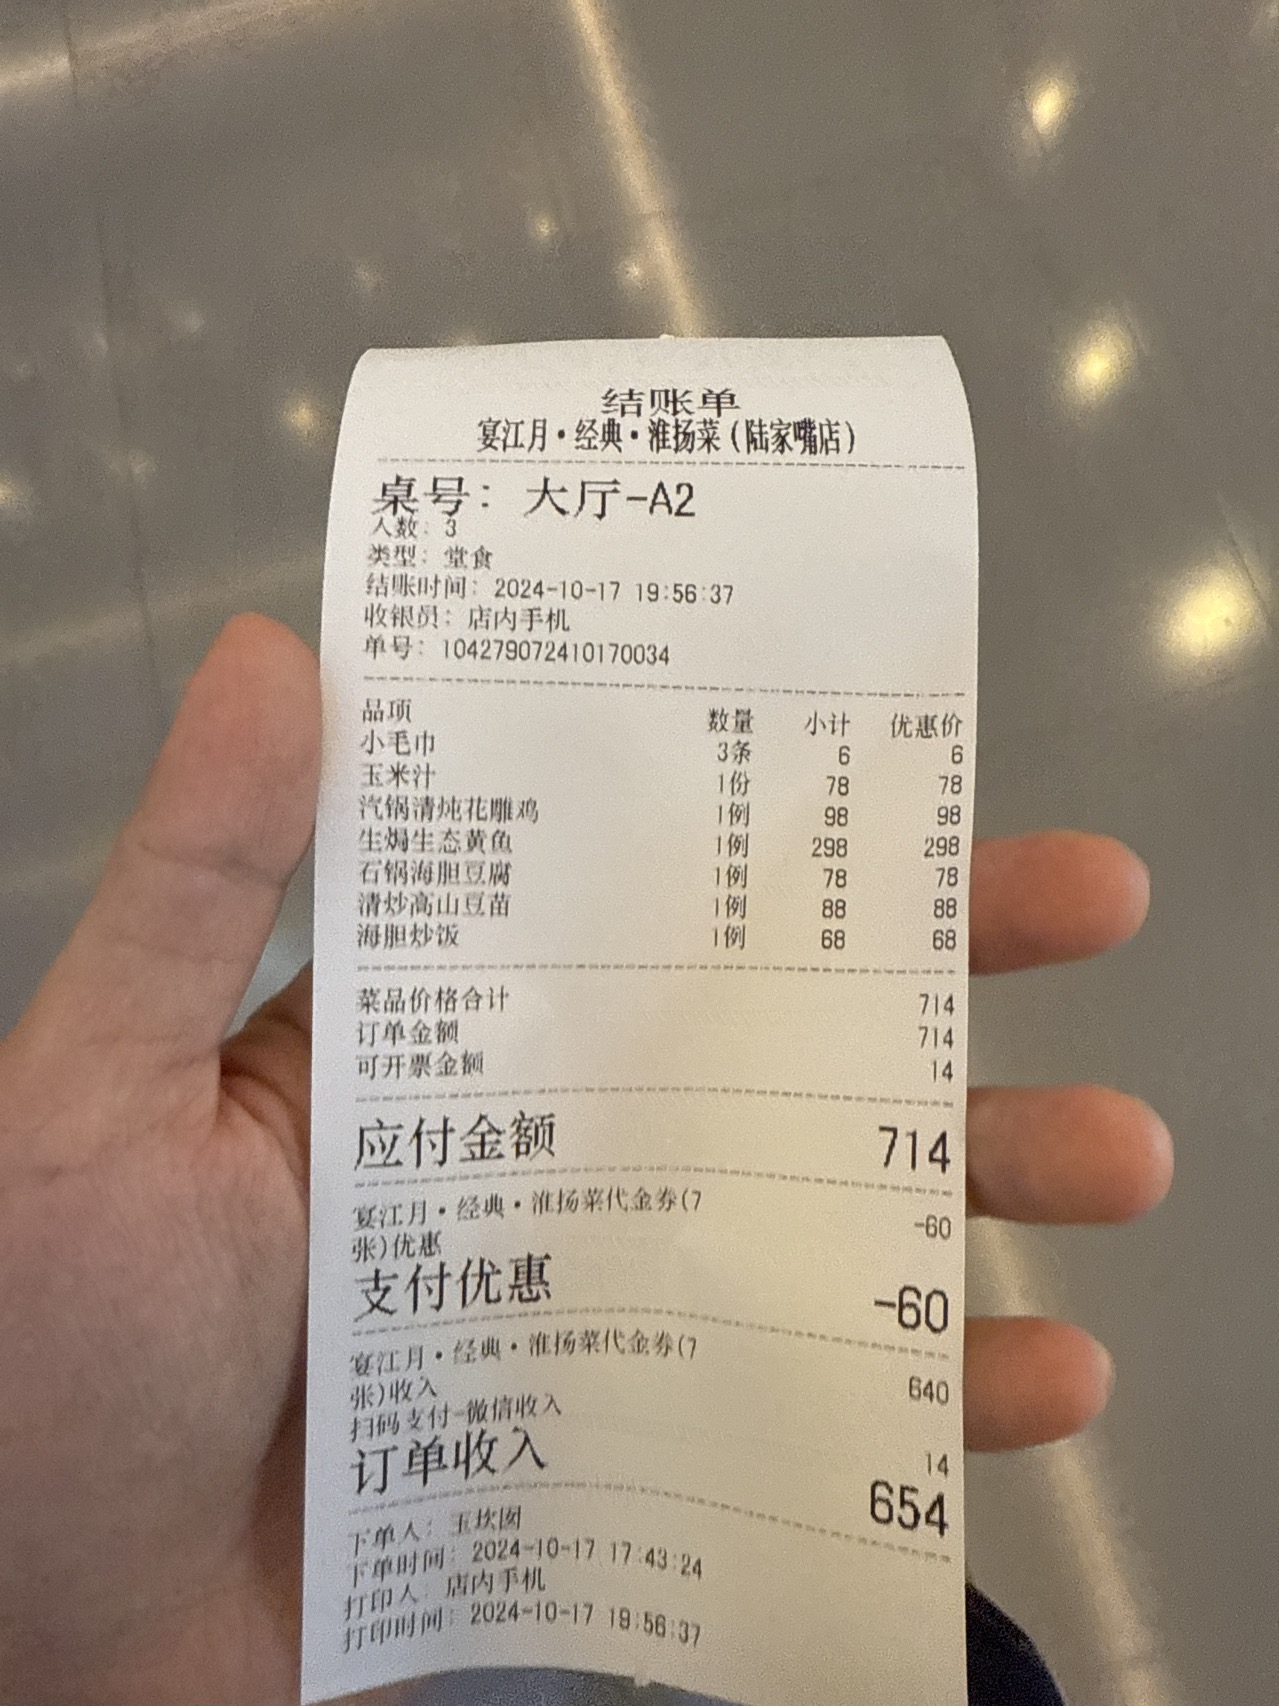 结账单
宴江月·经典·淮扬菜(陆家嘴店)
桌号: 大厅-A2
人数: 3
类型: 堂食
结账时间: 2024-10-17 19:56:37
收银员: 店内手机
单号: 104279072410170034
品项 数量 小计 优惠价
小毛巾 3条 6 6
玉米汁 1份 78 78
汽锅清炖花雕鸡 1例 98 98
生焗生态黄鱼 1例 298 298
石锅海胆豆腐 1例 78 78
清炒高山豆苗 1例 88 88
海胆炒饭 1例 68 68
菜品价格合计 714
订单金额 714
可开票金额 14
应付金额 714
宴江月·经典·淮扬菜代金券(7 -60
张)优惠
支付优惠 -60
宴江月·经典·淮扬菜代金券(7 640
张)收入
扫码支付-微信收入 14
订单收入 654
下单人:
下单时间: 2024-10-17 17:43:24
打印人: 店内手机
打印时间: 2024-10-17 19:56:37